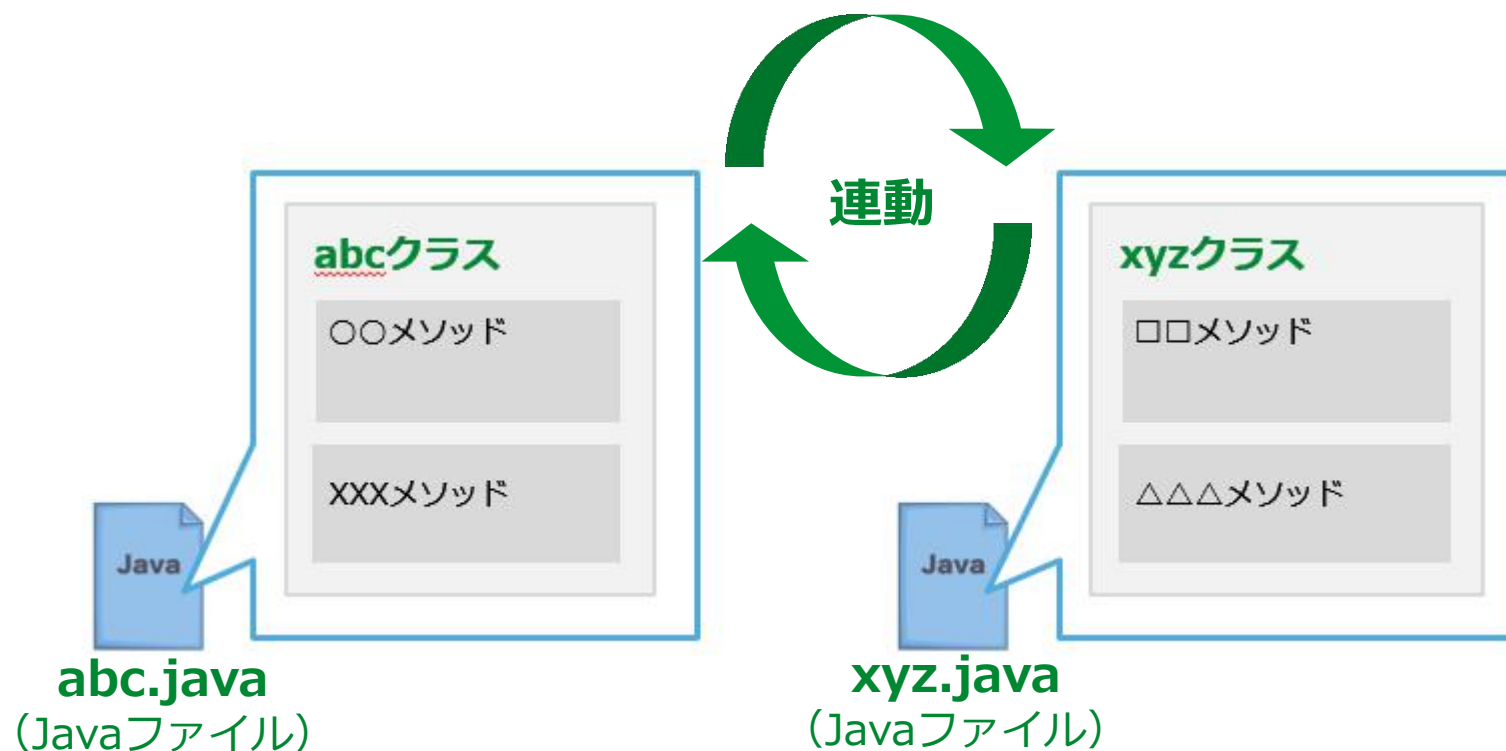 連動
abcクラス
○○メソッド
XXXメソッド
Java
abc.java
（Javaファイル）
xyzクラス
□□メソッド
△△△メソッド
Java
xyz.java
（Javaファイル）